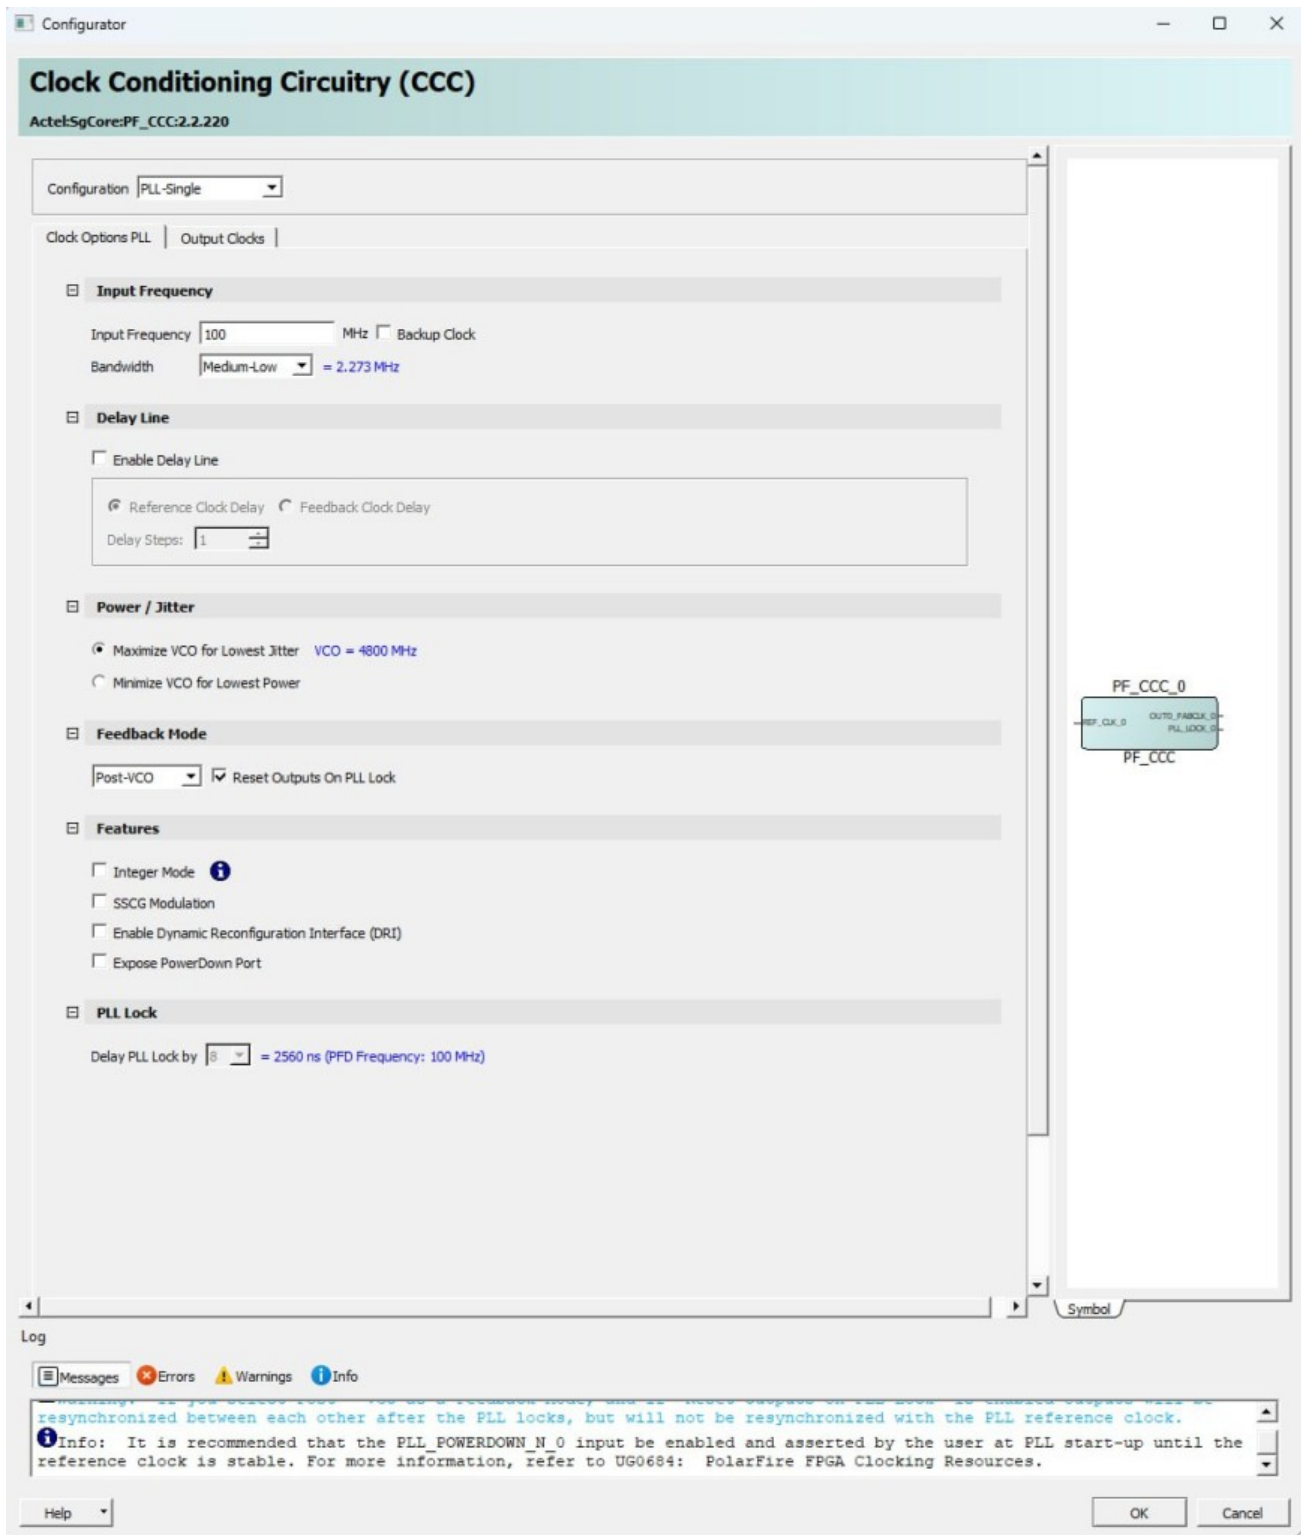 Configurator
Clock Conditioning Circuitry (CCC)
Actel:SgCore:PF_CCC:2.2.220
Configuration PLL-Single
Clock Options PLL Output Clocks
Input Frequency
Input Frequency 100 MHz Backup Clock
Bandwidth Medium-Low = 2.273 MHz
Delay Line
Enable Delay Line
Reference Clock Delay Feedback Clock Delay
Delay Steps: 1
Power / Jitter
Maximize VCO for Lowest Jitter VCO = 4800 MHz
Minimize VCO for Lowest Power
Feedback Mode
Post-VCO Reset Outputs On PLL Lock
Features
Integer Mode
SSCG Modulation
Enable Dynamic Reconfiguration Interface (DRI)
Expose PowerDown Port
PLL Lock
Delay PLL Lock by 8 = 2560 ns (PFD Frequency: 100 MHz)
PF_CCC_0
REF_CLK_0 OUT0_FABCLK_0
PLL_LOCK_0
PF_CCC
Symbol
Log
Messages Errors Warnings Info
resynchronized between each other after the PLL locks, but will not be resynchronized with the PLL reference clock.
Info: It is recommended that the PLL_POWERDOWN_N_0 input be enabled and asserted by the user at PLL start-up until the
reference clock is stable. For more information, refer to UG0684: PolarFire FPGA Clocking Resources.
Help OK Cancel